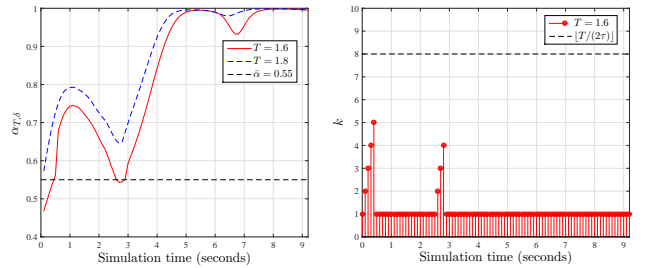 1
0.9
0.8
0.7
0.6
0.5
0.4
α_{T,δ}
T = 1.6
T = 1.8
ᾱ = 0.55
0 1 2 3 4 5 6 7 8 9
Simulation time (seconds)
10
9
8
7
6
5
4
3
2
1
0
k
T = 1.6
⌊T/(2τ)⌋
0 1 2 3 4 5 6 7 8 9
Simulation time (seconds)